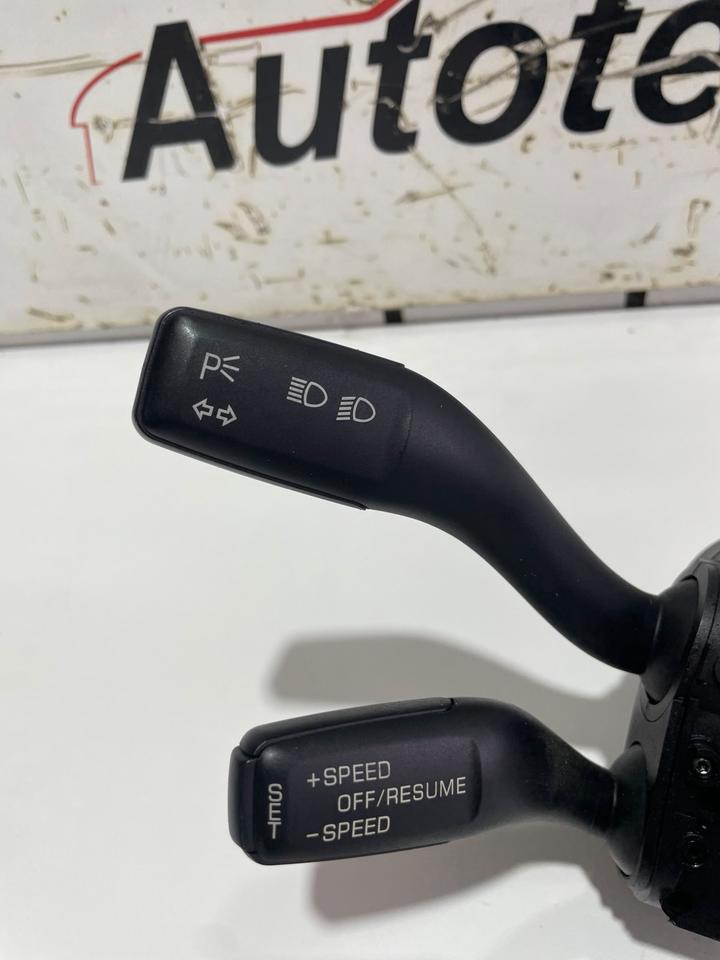 Autote
P
SET
+SPEED
OFF/RESUME
-SPEED